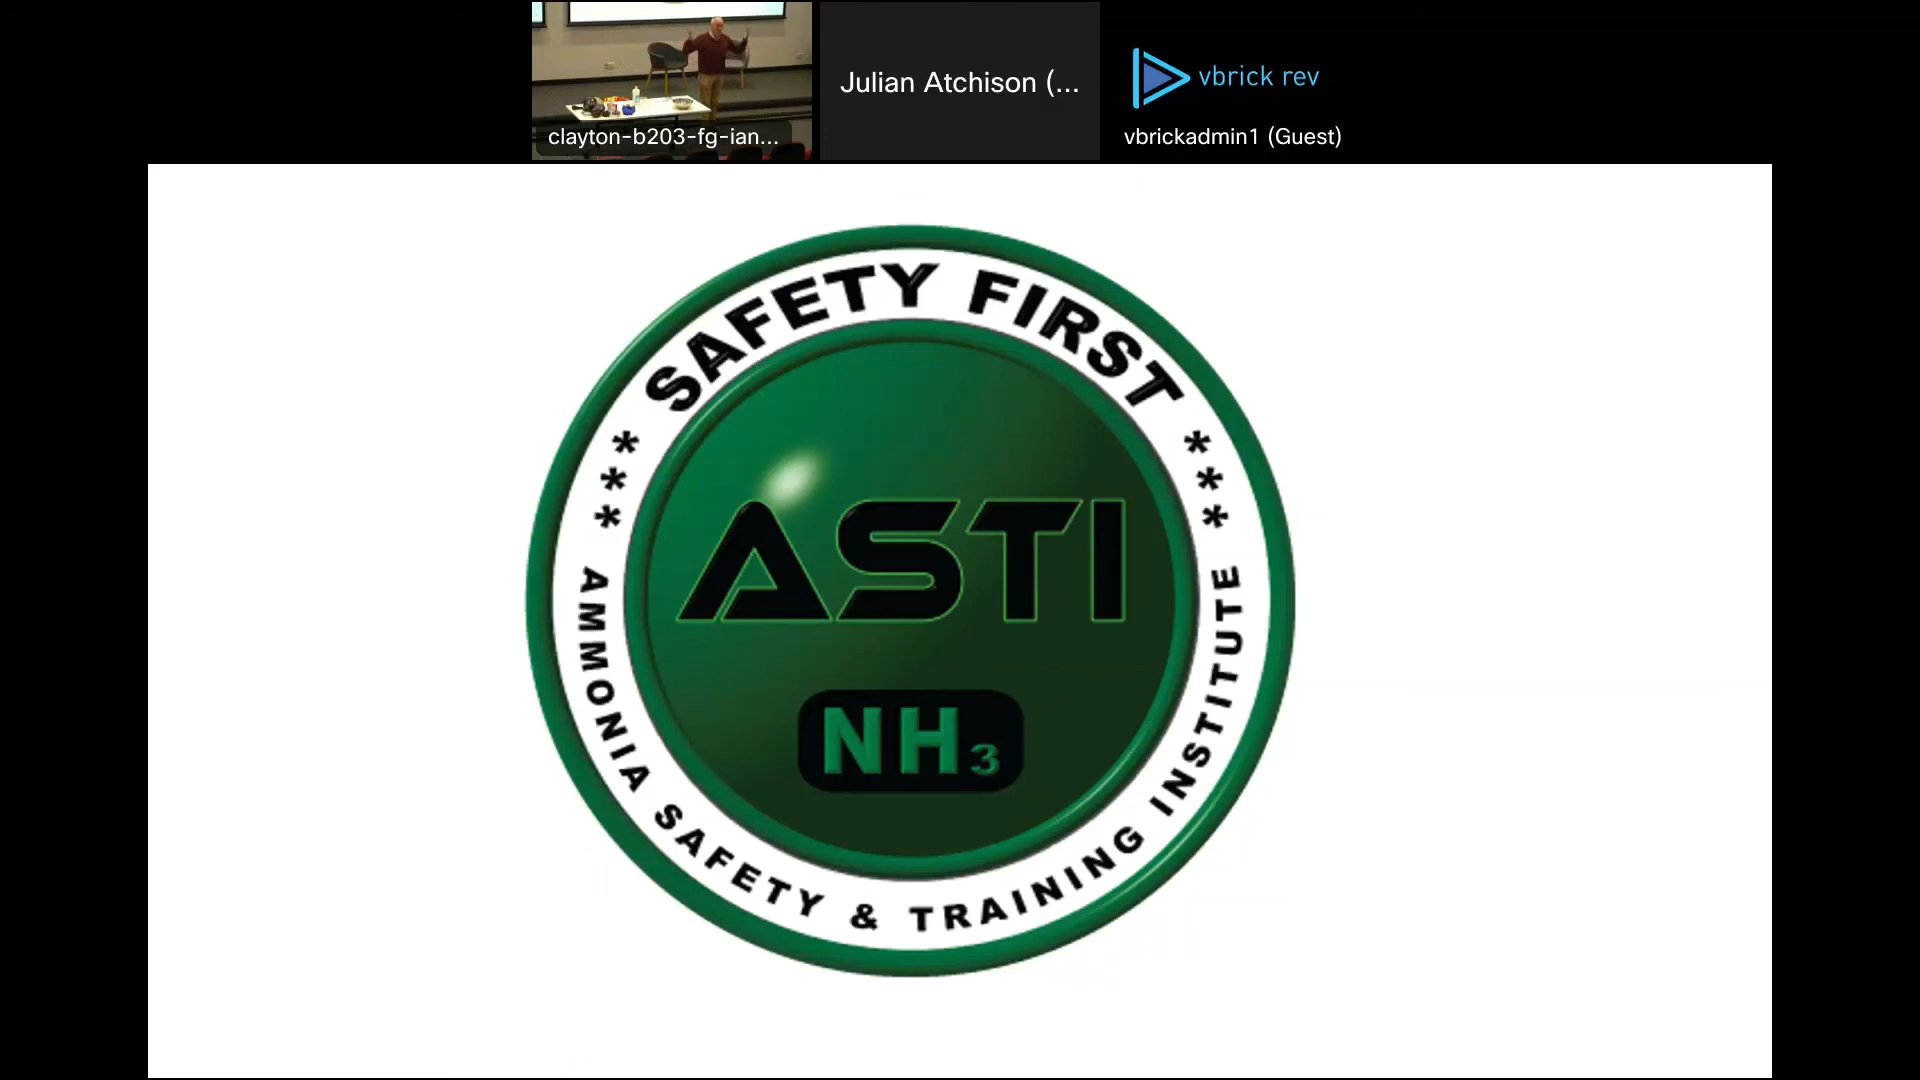 clayton-b203-fg-ian...
Julian Atchison (...
vbrick rev
vbrickadmin1 (Guest)
*** SAFETY FIRST ***
ASTI
NH₃
AMMONIA SAFETY & TRAINING INSTITUTE